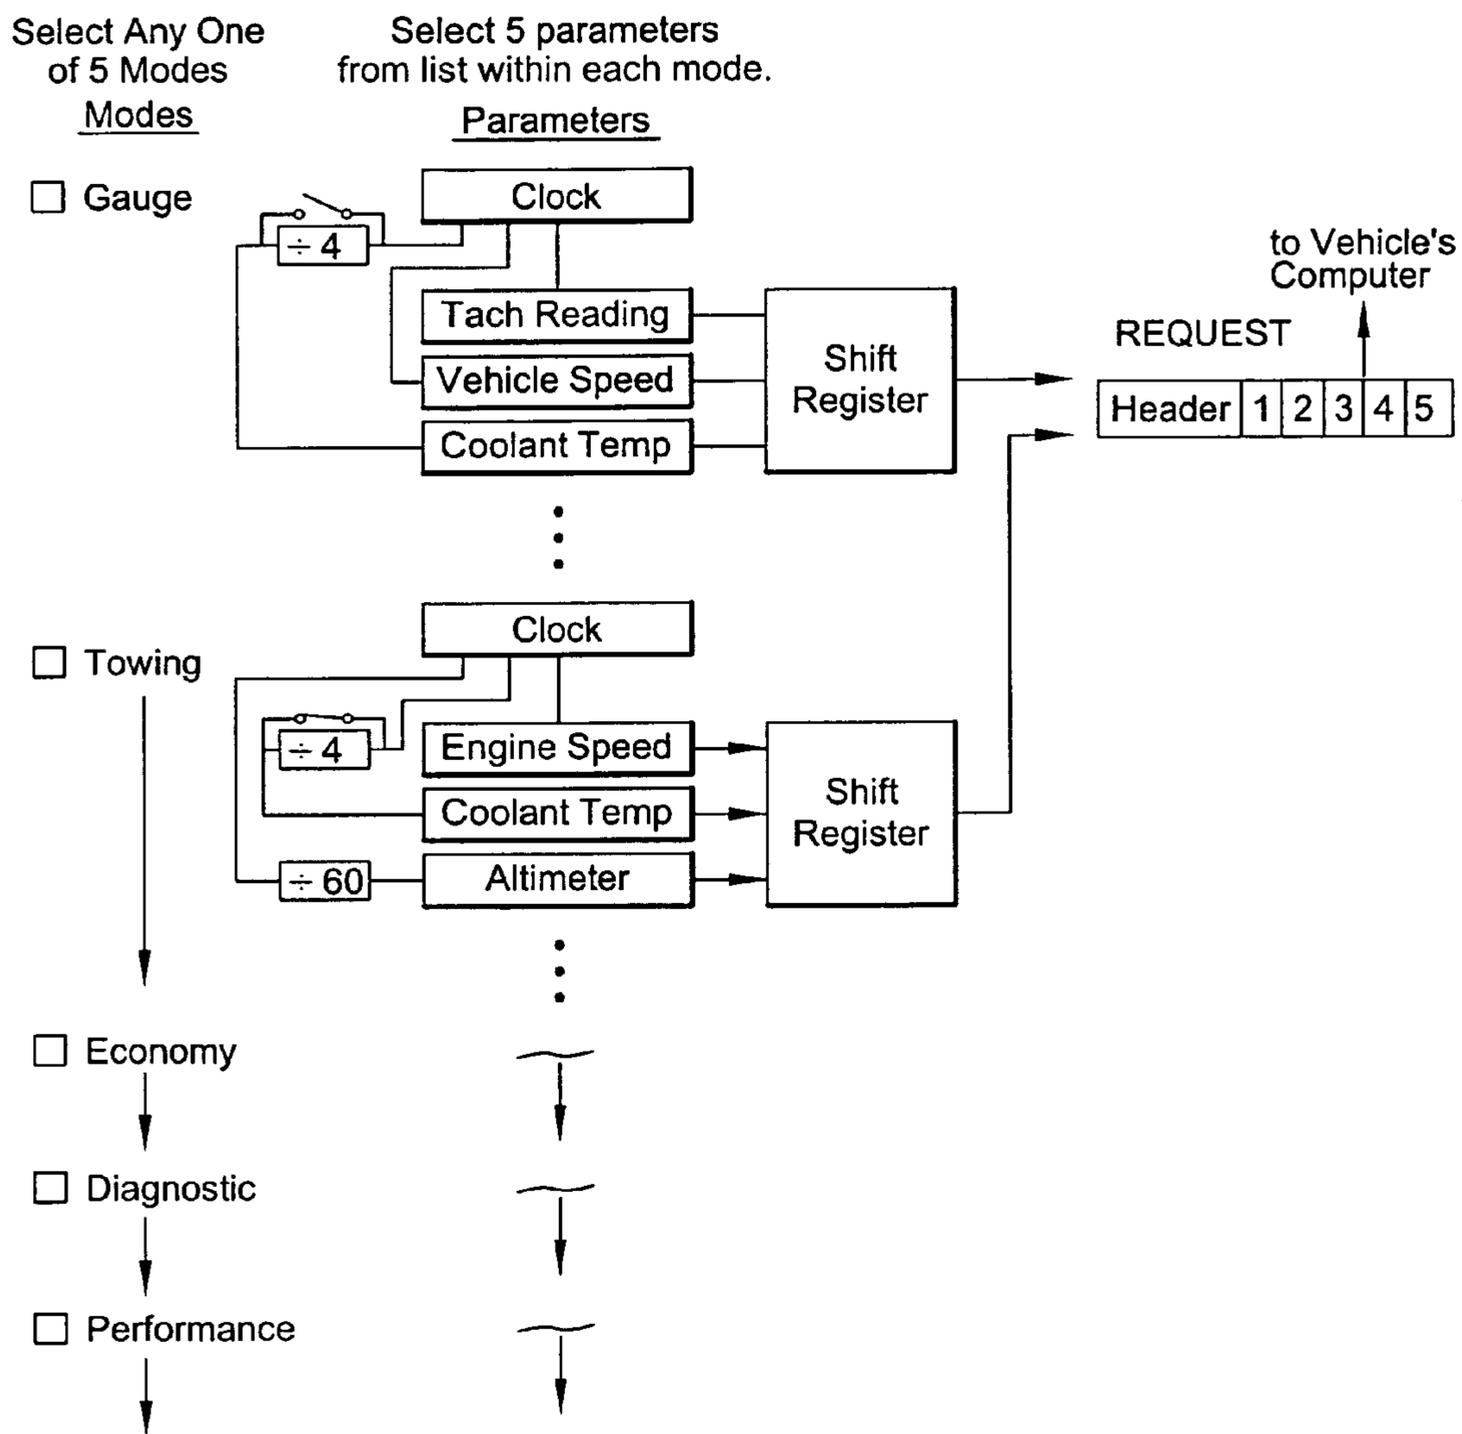 Select Any One
of 5 Modes
Modes
Select 5 parameters
from list within each mode.
Parameters
Gauge
÷ 4
Clock
Tach Reading
Vehicle Speed
Coolant Temp
Shift
Register
to Vehicle's
Computer
REQUEST
Header 1 2 3 4 5
Towing
Clock
÷ 4
Engine Speed
Coolant Temp
÷ 60
Altimeter
Shift
Register
Economy
Diagnostic
Performance